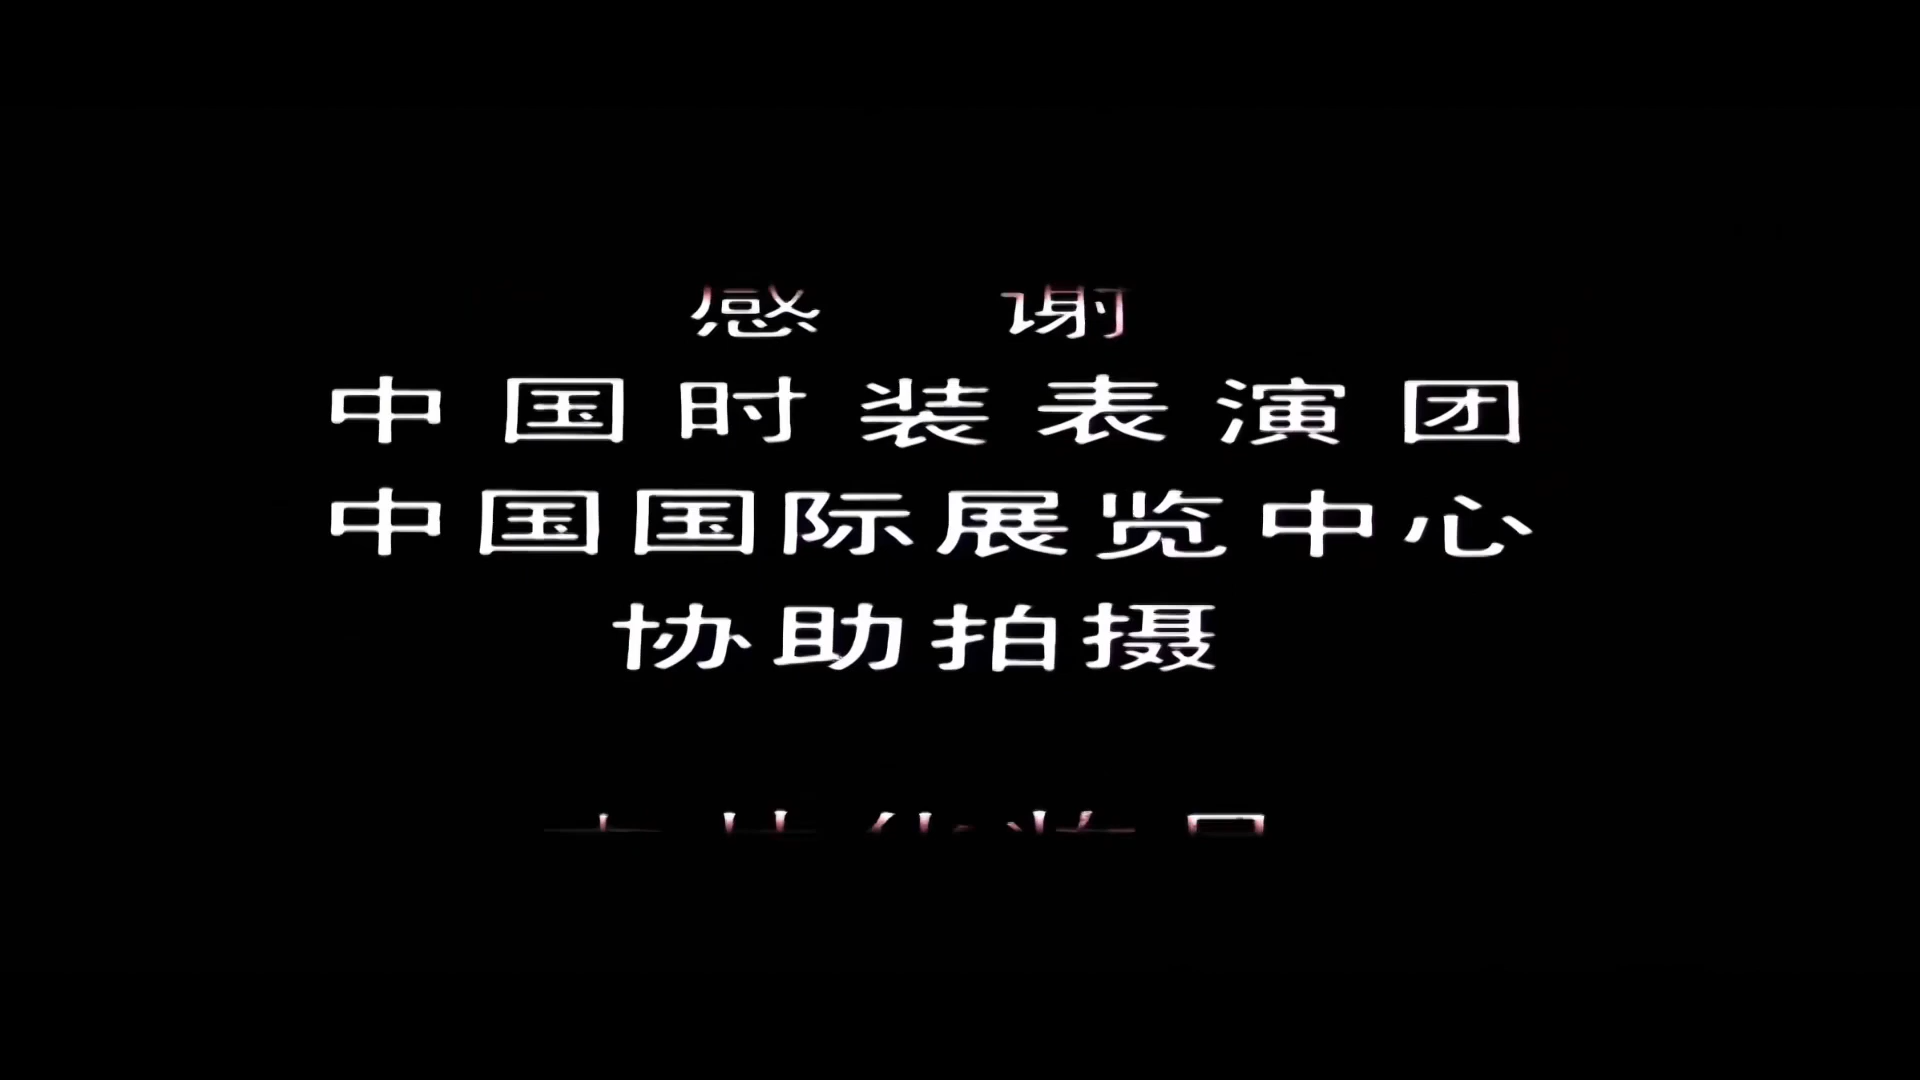 感 谢
中国时装表演团
中国国际展览中心
协助拍摄